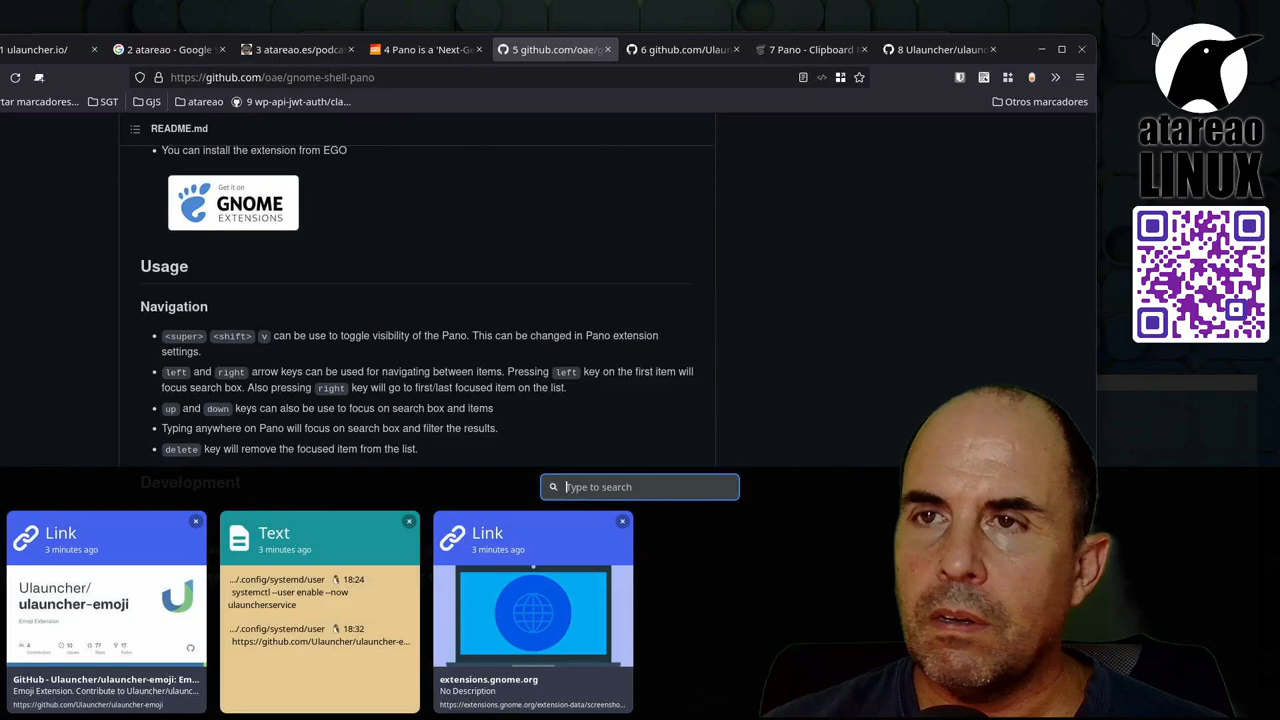 1 ulauncher.io/
2 atareao - Google S
3 atareao.es/podca
4 Pano is a 'Next-Ge
5 github.com/oae/g
6 github.com/Ulaun
7 Pano - Clipboard
8 Ulauncher/ulaunc
https://github.com/oae/gnome-shell-pano
tar marcadores...
SGT
GJS
atareao
9 wp-api-jwt-auth/cla...
Otros marcadores
README.md
You can install the extension from EGO
Get it on
GNOME
EXTENSIONS
Usage
Navigation
<super> <shift> v can be use to toggle visibility of the Pano. This can be changed in Pano extension
settings.
left and right arrow keys can be used for navigating between items. Pressing left key on the first item will
focus search box. Also pressing right key will go to first/last focused item on the list.
up and down keys can also be use to focus on search box and items
Typing anywhere on Pano will focus on search box and filter the results.
delete key will remove the focused item from the list.
Development
Type to search
Link
3 minutes ago
Ulauncher/
ulauncher-emoji
Emoji Extension
4
10
77
17
Contributors
Issues
Stars
Forks
GitHub - Ulauncher/ulauncher-emoji: Em...
Emoji Extension. Contribute to Ulauncher/ulaunc...
https://github.com/Ulauncher/ulauncher-emoji
Text
3 minutes ago
.../.config/systemd/user 🐧 18:24
systemctl --user enable --now
ulauncher.service
.../.config/systemd/user 🐧 18:32
https://github.com/Ulauncher/ulauncher-e...
Link
3 minutes ago
extensions.gnome.org
No Description
https://extensions.gnome.org/extension-data/screensho...
atareao
LINUX